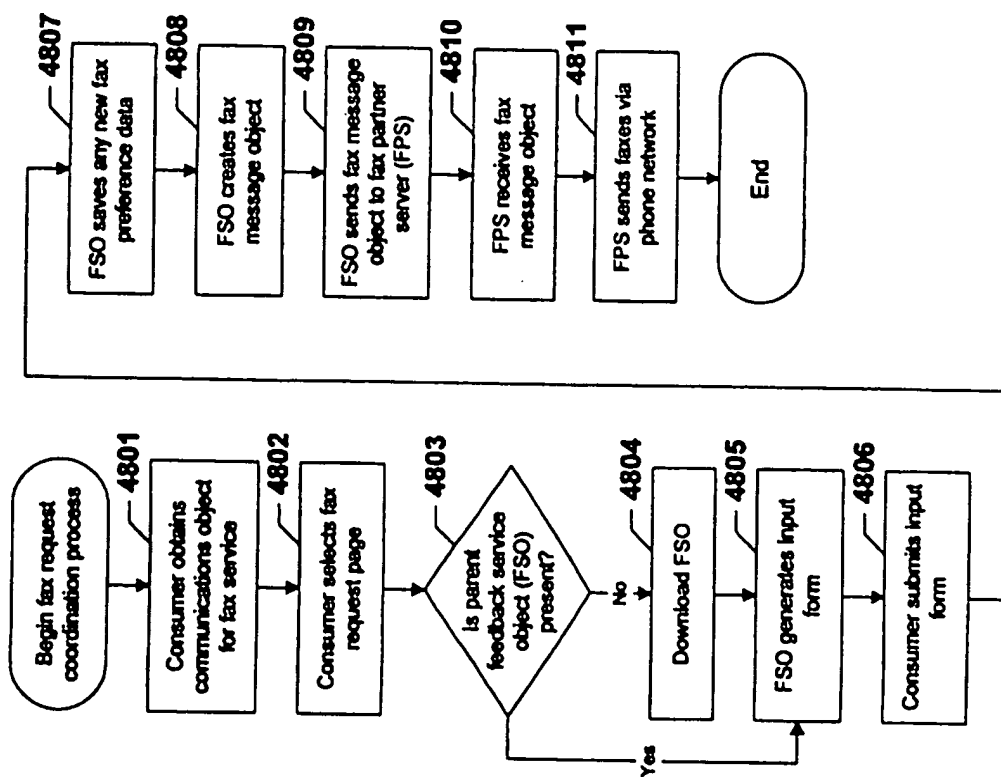 Begin fax request
coordination process
4801
Consumer obtains
communications object
for fax service
4802
Consumer selects fax
request page
4803
Is parent
feedback service
object (FSO)
present?
No
Yes
4804
Download FSO
4805
FSO generates input
form
4806
Consumer submits input
form
4807
FSO saves any new fax
preference data
4808
FSO creates fax
message object
4809
FSO sends fax message
object to fax partner
server (FPS)
4810
FPS receives fax
message object
4811
FPS sends faxes via
phone network
End